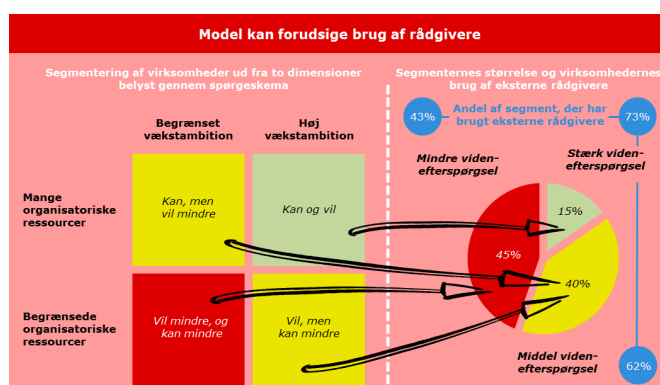 Model kan forudsige brug af rådgivere
Segmentering af virksomheder ud fra to dimensioner
belyst gennem spørgeskema
Begrænset
vækstambition
Høj
vækstambition
Mange
organisatoriske
ressourcer
Kan, men
vil mindre
Kan og vil
Begrænsede
organisatoriske
ressourcer
Vil mindre, og
kan mindre
Vil, men
kan mindre
Segmenternes størrelse og virksomhedernes
brug af eksterne rådgivere
43%
Andel af segment, der har
brugt eksterne rådgivere
73%
Mindre viden-
efterspørgsel
Stærk viden-
efterspørgsel
15%
45%
40%
Middel viden-
efterspørgsel
62%